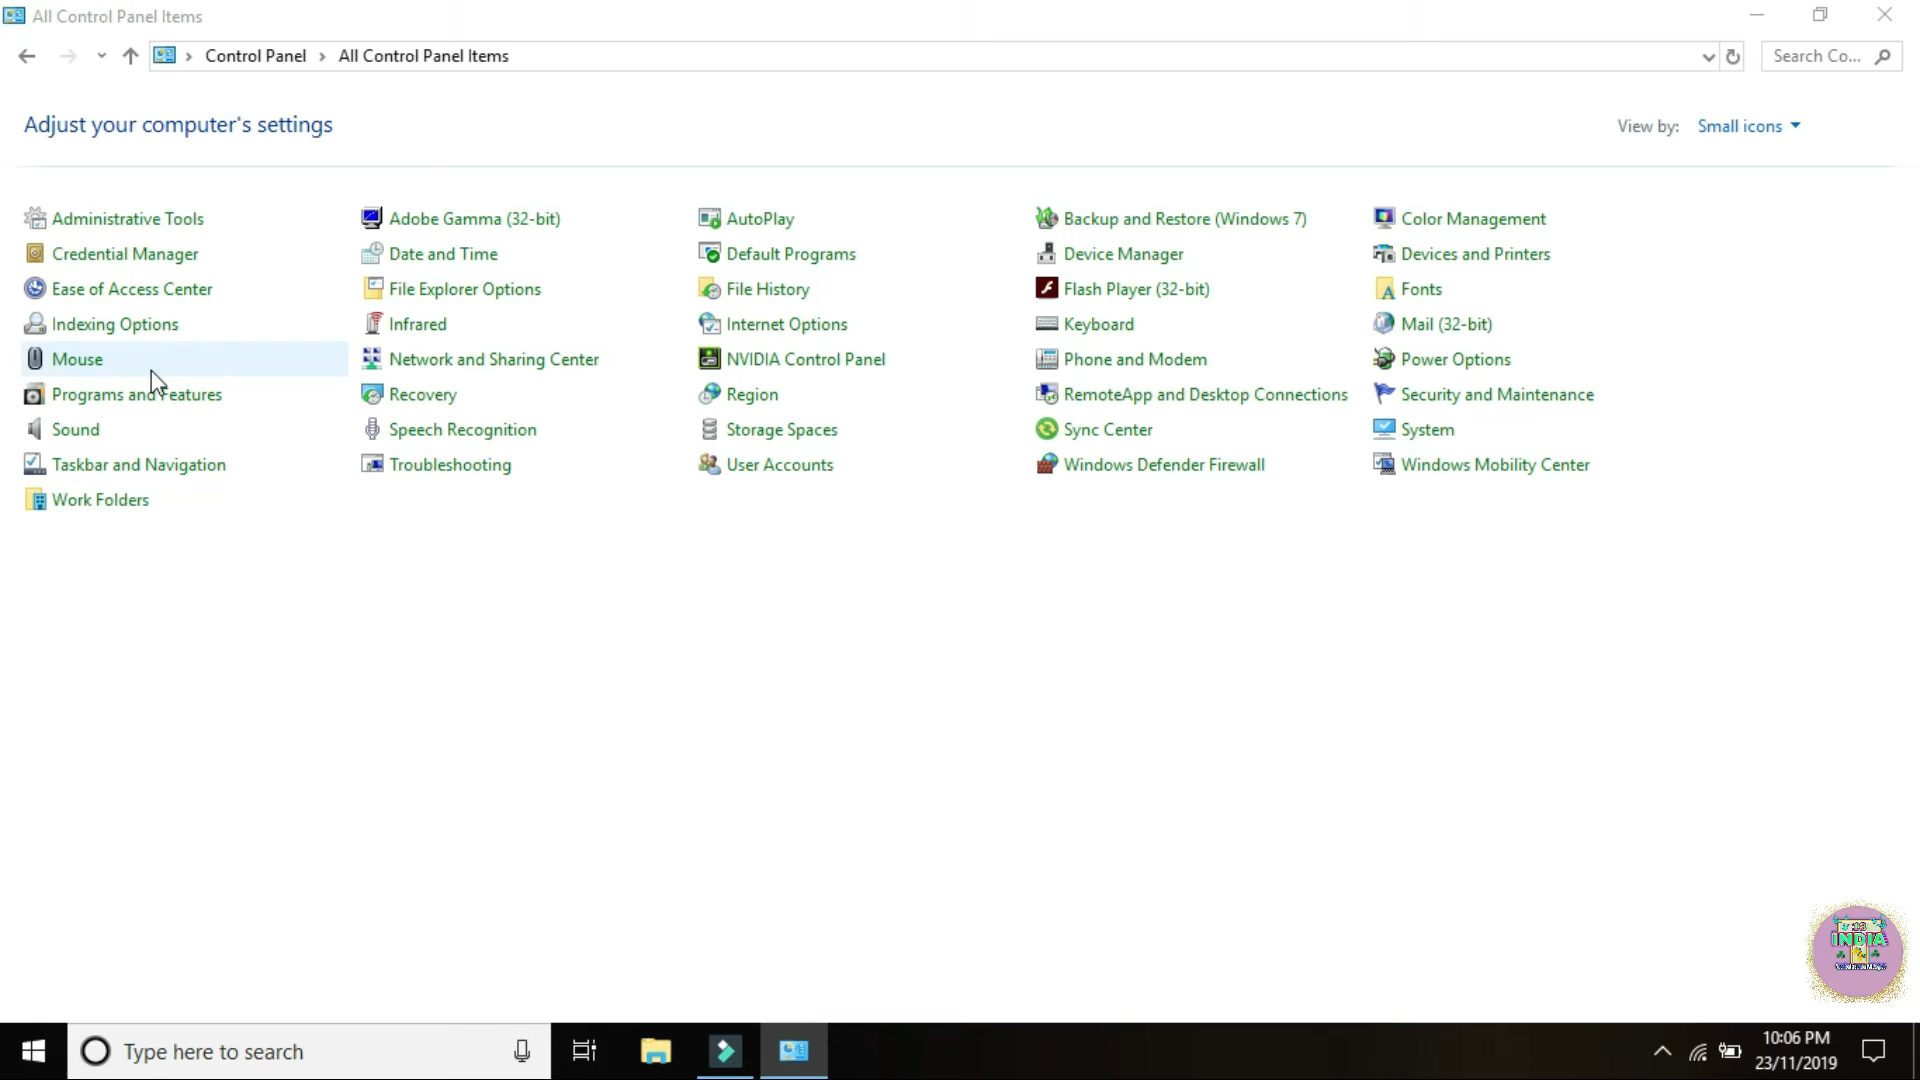 All Control Panel Items
Control Panel > All Control Panel Items
Search Co...
Adjust your computer's settings
View by: Small icons
Administrative Tools
Adobe Gamma (32-bit)
AutoPlay
Backup and Restore (Windows 7)
Color Management
Credential Manager
Date and Time
Default Programs
Device Manager
Devices and Printers
Ease of Access Center
File Explorer Options
File History
Flash Player (32-bit)
Fonts
Indexing Options
Infrared
Internet Options
Keyboard
Mail (32-bit)
Mouse
Network and Sharing Center
NVIDIA Control Panel
Phone and Modem
Power Options
Programs and Features
Recovery
Region
RemoteApp and Desktop Connections
Security and Maintenance
Sound
Speech Recognition
Storage Spaces
Sync Center
System
Taskbar and Navigation
Troubleshooting
User Accounts
Windows Defender Firewall
Windows Mobility Center
Work Folders
INDIA
Type here to search
10:06 PM
23/11/2019